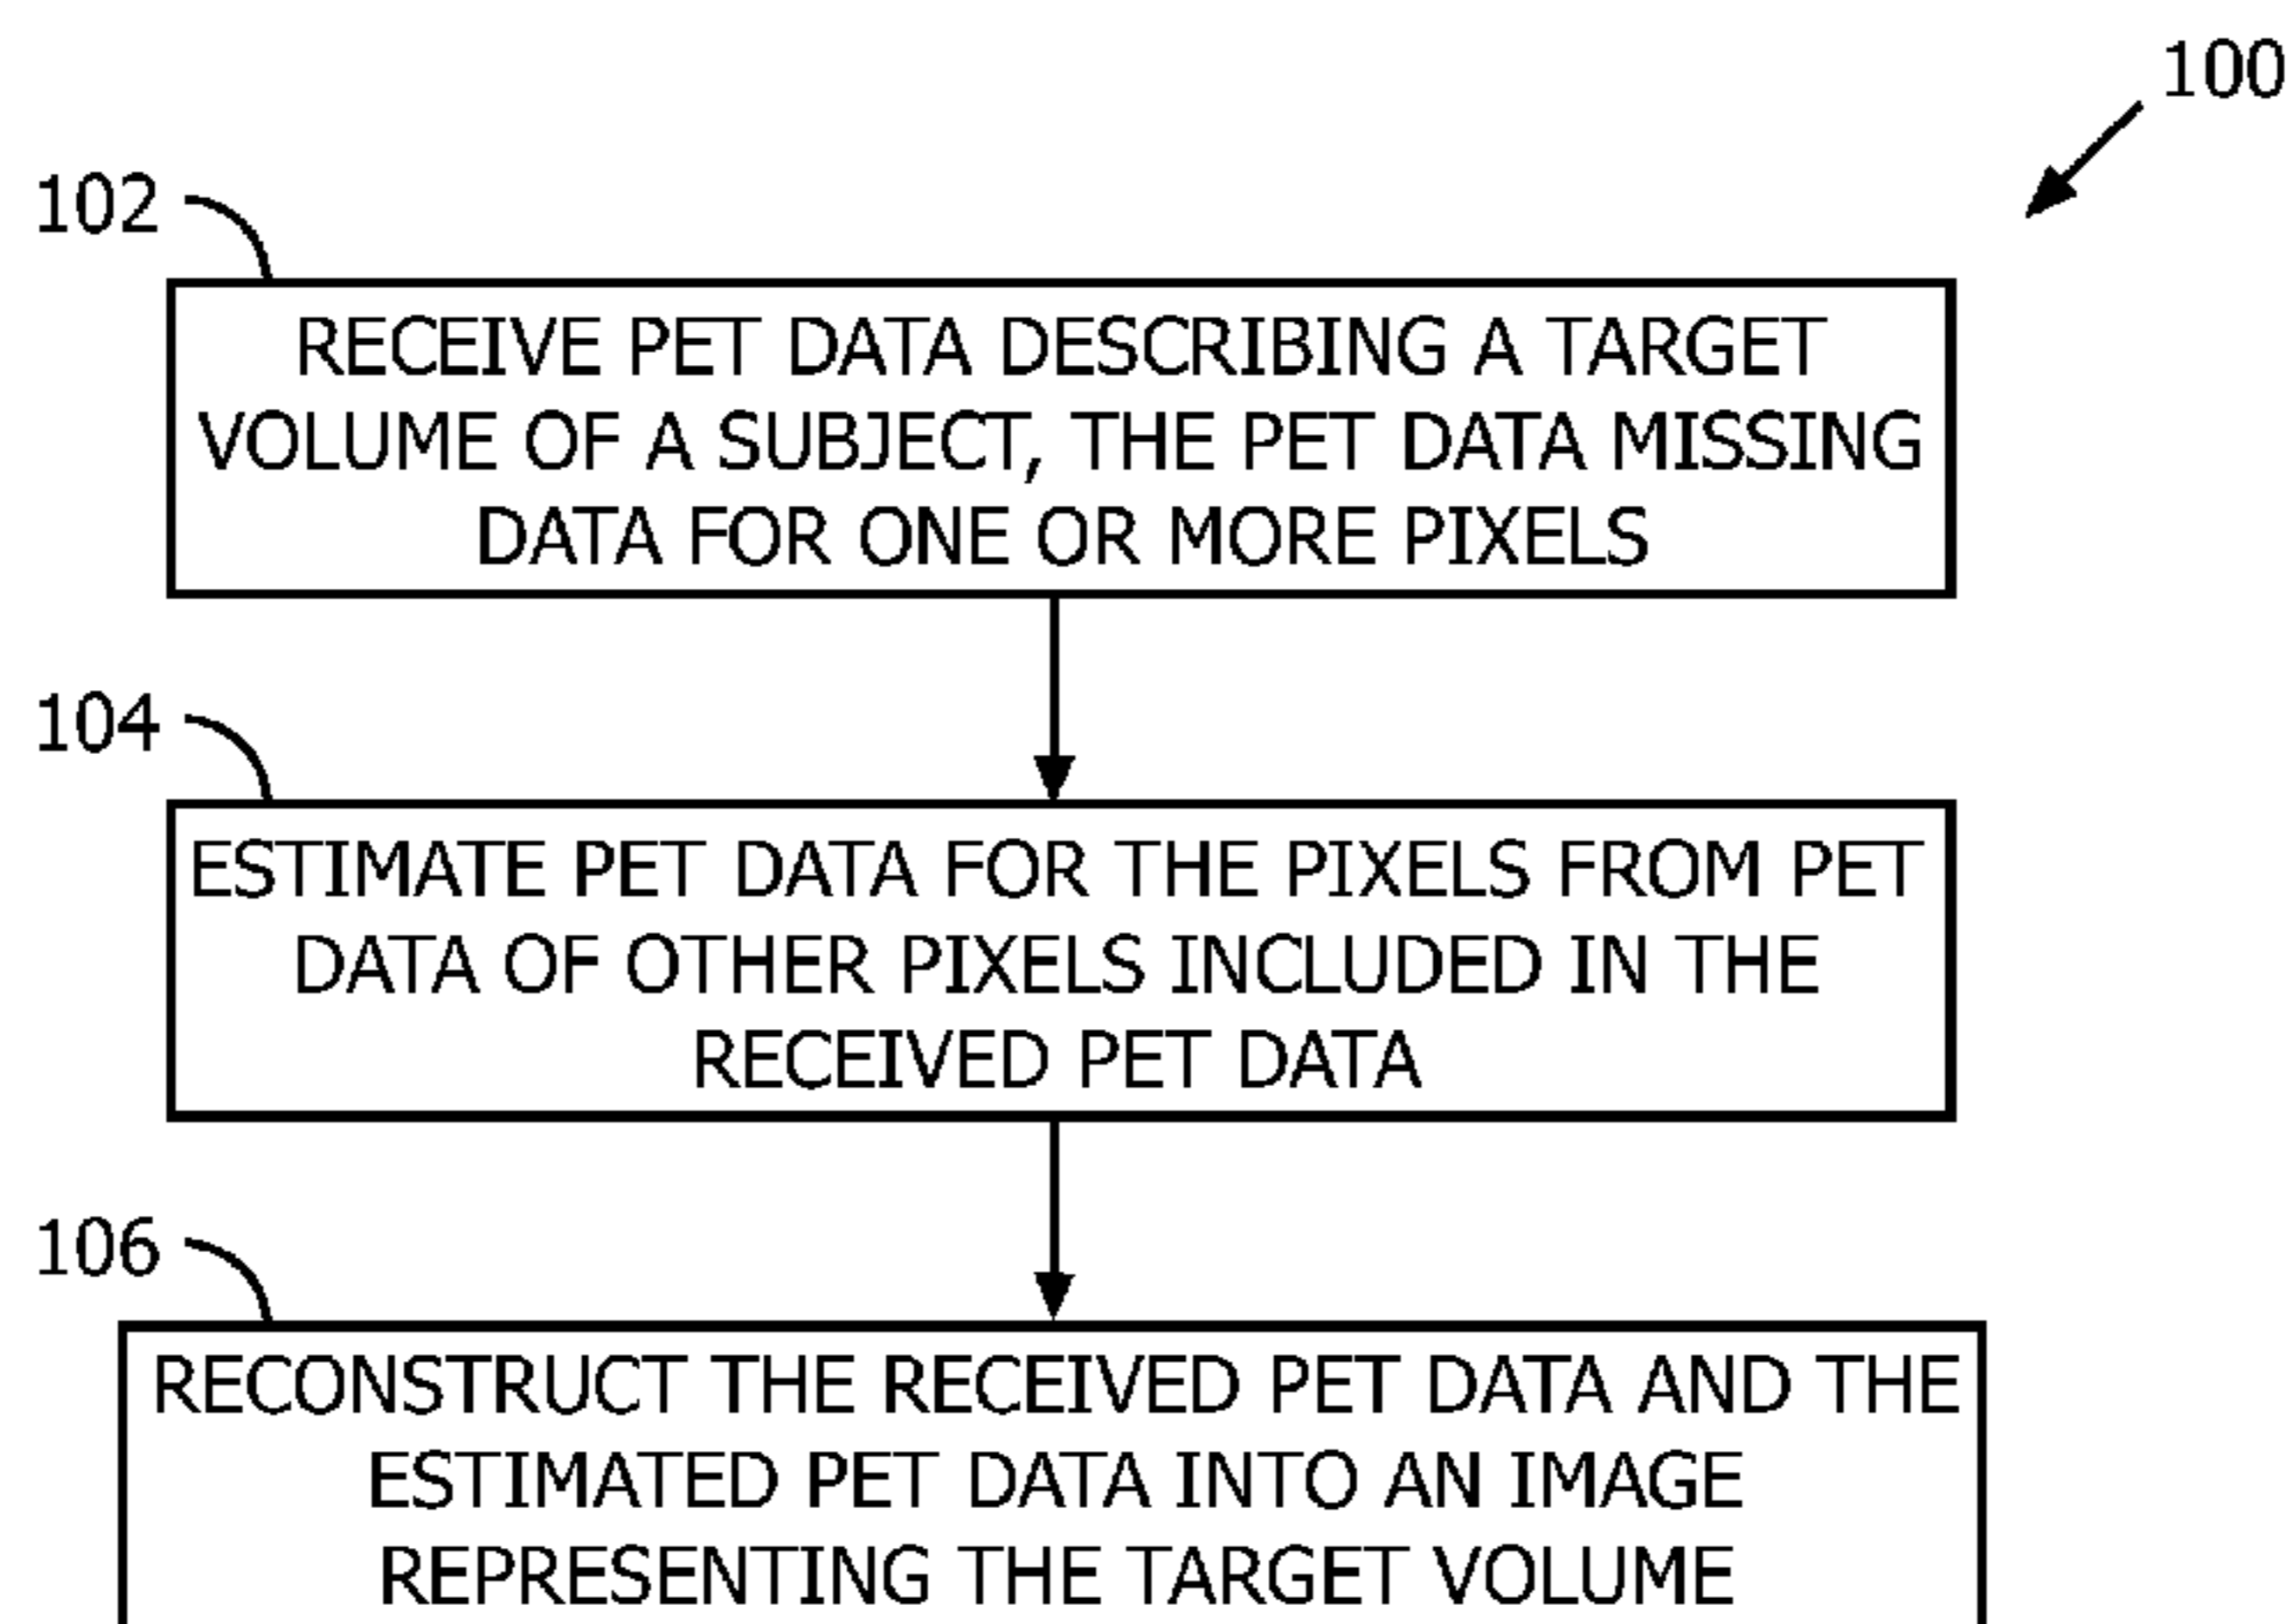 100
102
RECEIVE PET DATA DESCRIBING A TARGET
VOLUME OF A SUBJECT, THE PET DATA MISSING
DATA FOR ONE OR MORE PIXELS
104
ESTIMATE PET DATA FOR THE PIXELS FROM PET
DATA OF OTHER PIXELS INCLUDED IN THE
RECEIVED PET DATA
106
RECONSTRUCT THE RECEIVED PET DATA AND THE
ESTIMATED PET DATA INTO AN IMAGE
REPRESENTING THE TARGET VOLUME